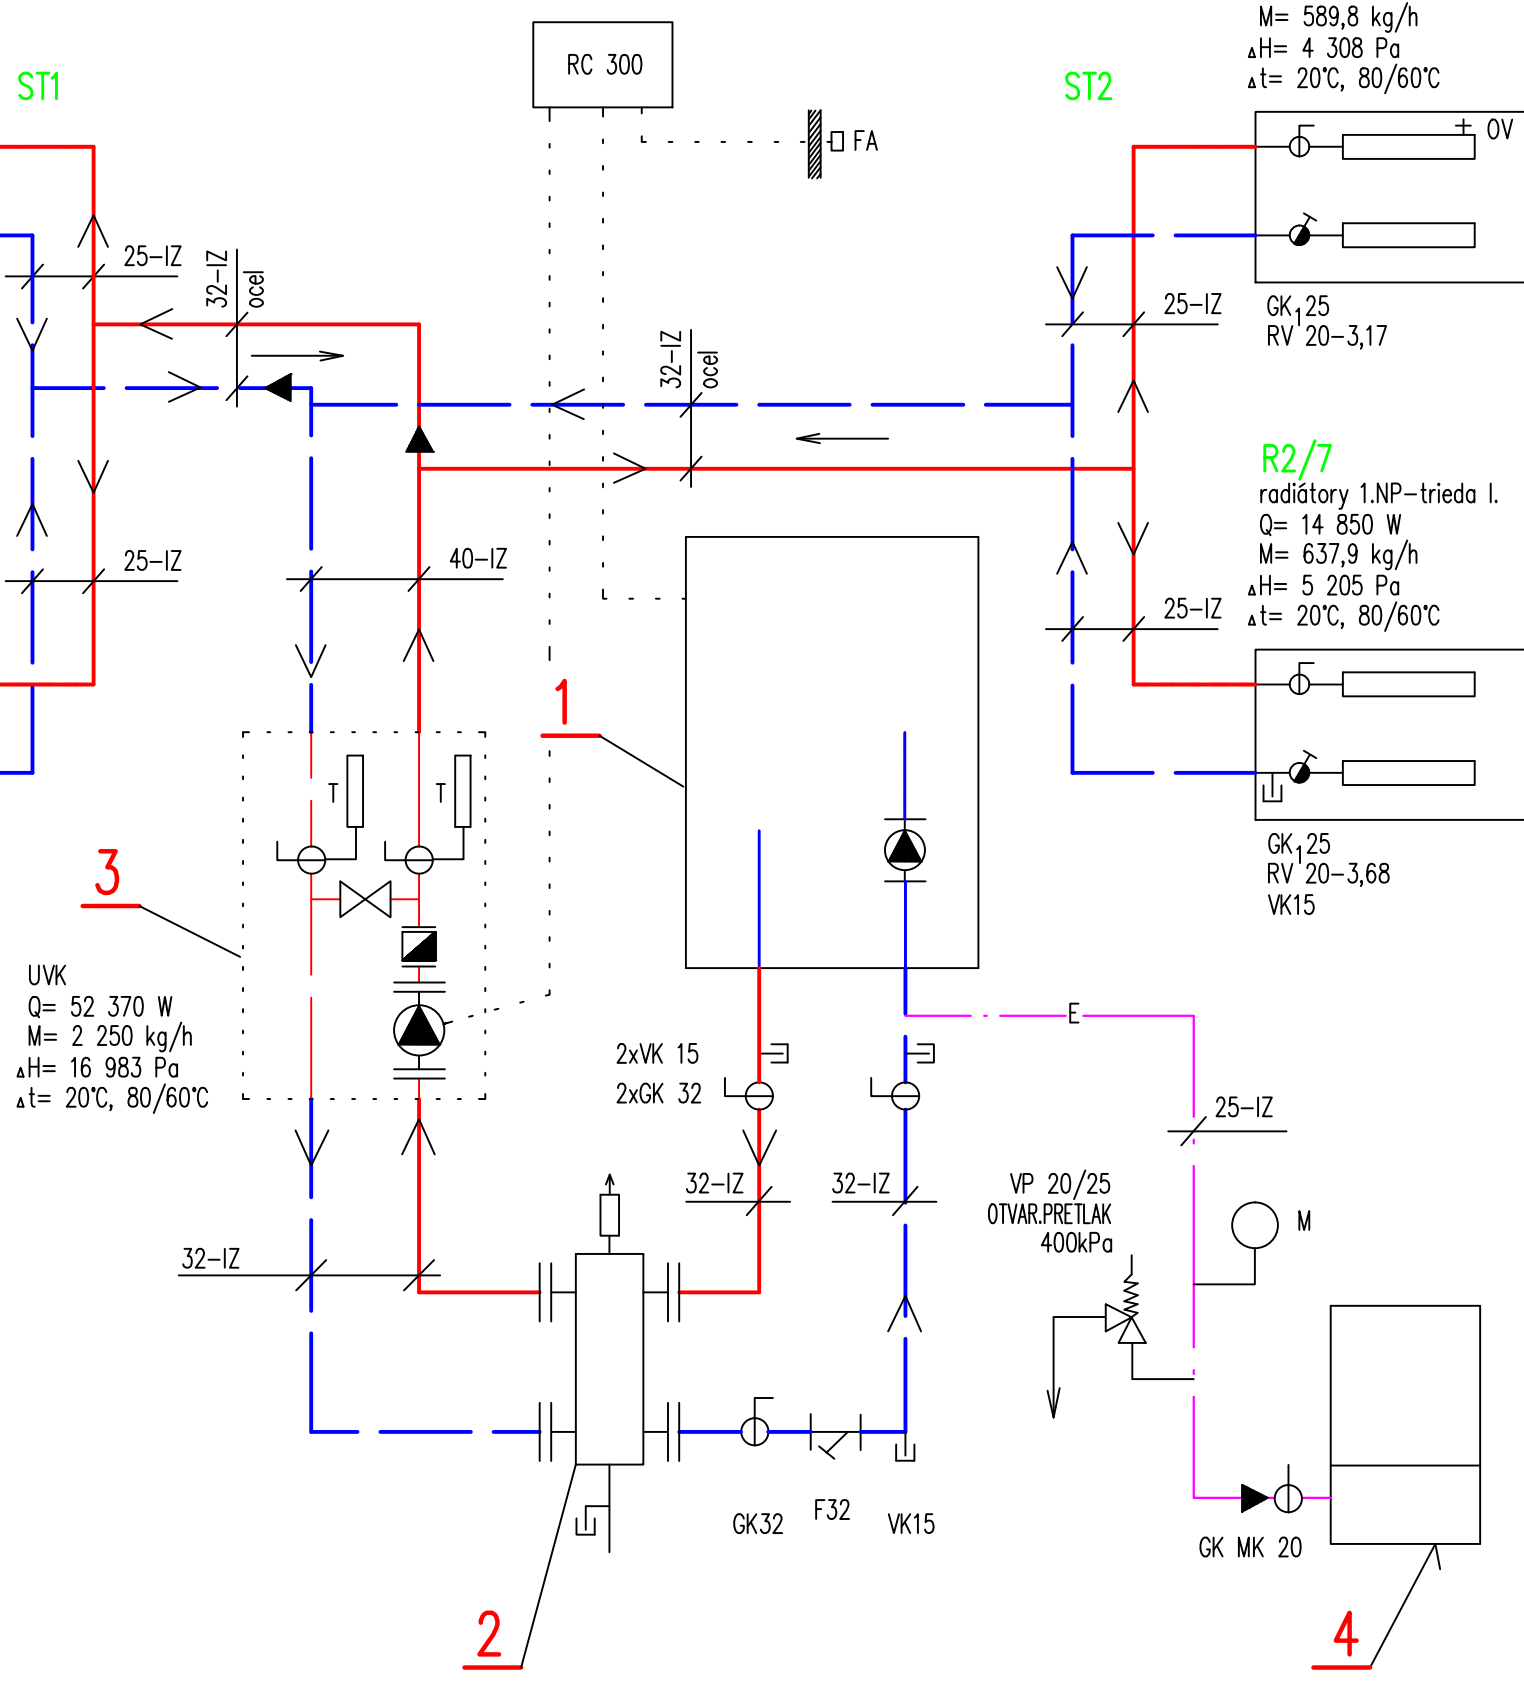 M= 589,8 kg/h
ΔH= 4 308 Pa
Δt= 20°C, 80/60°C
ST1
RC 300
ST2
FA
OV
25-IZ
32-IZ
ocel
25-IZ
GK,25
RV 20-3,17
32-IZ
ocel
R2/7
radiátory 1.NP-trieda I.
Q= 14 850 W
M= 637,9 kg/h
ΔH= 5 205 Pa
Δt= 20°C, 80/60°C
25-IZ
40-IZ
25-IZ
1
T
T
3
GK,25
RV 20-3,68
VK15
UVK
Q= 52 370 W
M= 2 250 kg/h
ΔH= 16 983 Pa
Δt= 20°C, 80/60°C
E
2xVK 15
2xGK 32
25-IZ
32-IZ
32-IZ
VP 20/25
OTVAR.PRETLAK
400kPa
M
32-IZ
GK32
F32
VK15
GK MK 20
2
4